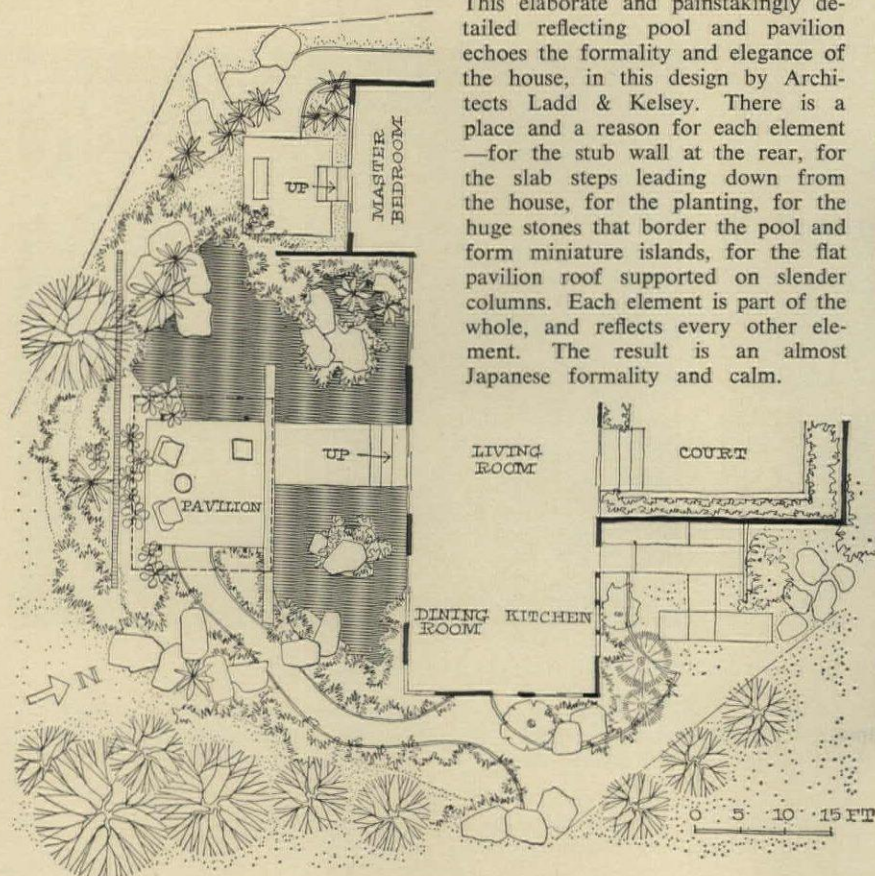 This elaborate and painstakingly de-
tailed reflecting pool and pavilion
echoes the formality and elegance of
the house, in this design by Archi-
tects Ladd & Kelsey. There is a
place and a reason for each element
—for the stub wall at the rear, for
the slab steps leading down from
the house, for the planting, for the
huge stones that border the pool and
form miniature islands, for the flat
pavilion roof supported on slender
columns. Each element is part of the
whole, and reflects every other ele-
ment. The result is an almost
Japanese formality and calm.
MASTER
BEDROOM
UP
UP
LIVING
ROOM
COURT
PAVILION
DINING KITCHEN
ROOM
N
0 5 10 15 FT